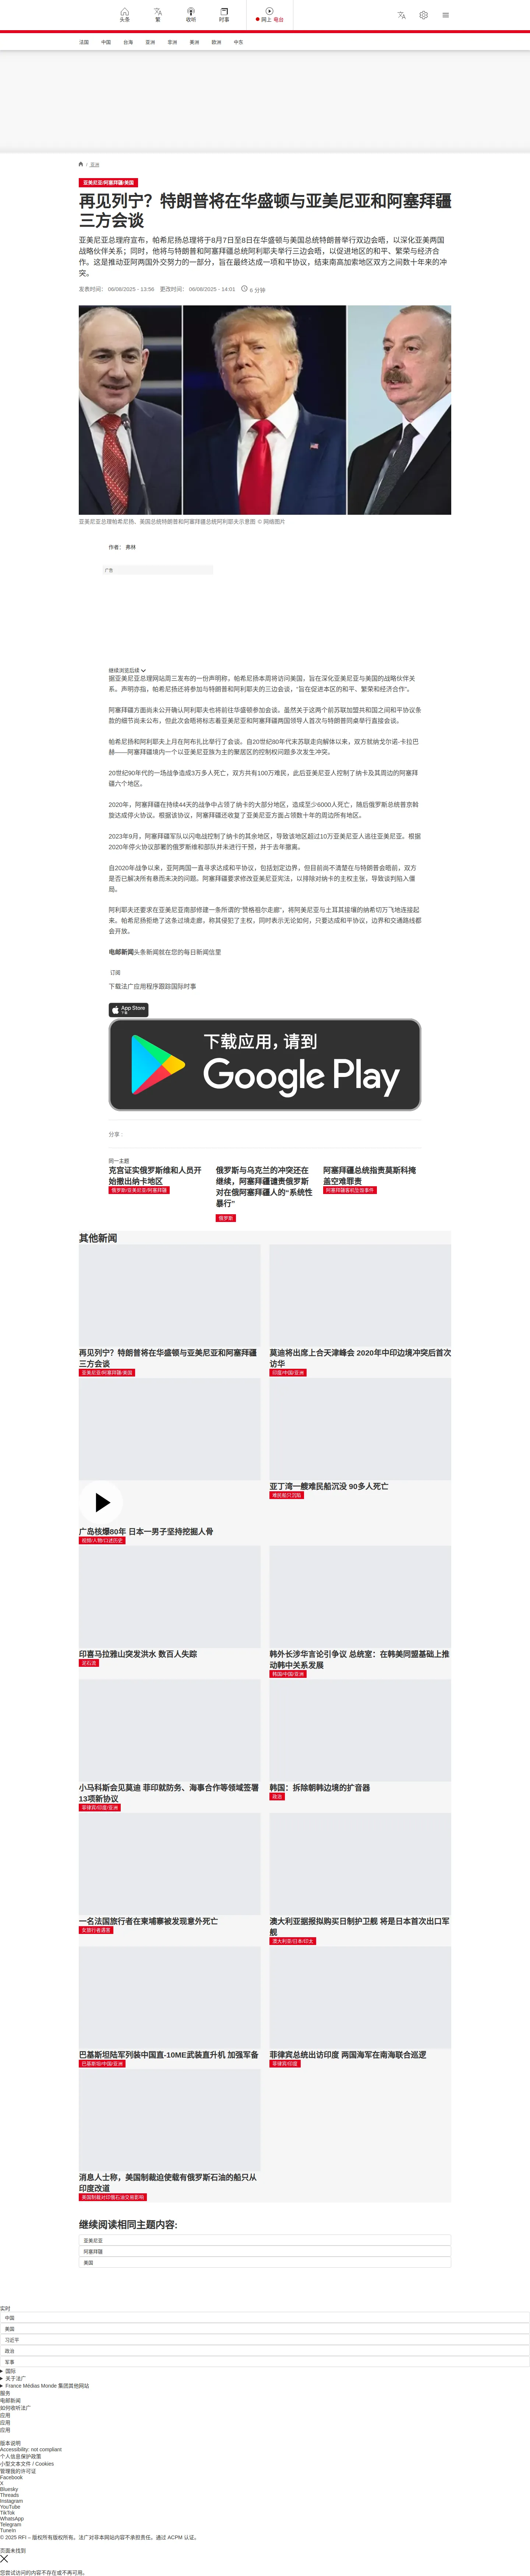 头条
繁
收听
时事
网上 电台
法国
中国
台海
亚洲
非洲
美洲
欧洲
中东
/ 亚洲
亚美尼亚/阿塞拜疆/美国
再见列宁？特朗普将在华盛顿与亚美尼亚和阿塞拜疆
三方会谈
亚美尼亚总理府宣布，帕希尼扬总理将于8月7日至8日在华盛顿与美国总统特朗普举行双边会晤，以深化亚美两国
战略伙伴关系；同时，他将与特朗普和阿塞拜疆总统阿利耶夫举行三边会晤，以促进地区的和平、繁荣与经济合
作。这是推动亚阿两国外交努力的一部分，旨在最终达成一项和平协议，结束南高加索地区双方之间数十年来的冲
突。
发表时间： 06/08/2025 - 13:56 更改时间： 06/08/2025 - 14:01 6 分钟
亚美尼亚总理帕希尼扬、美国总统特朗普和阿塞拜疆总统阿利耶夫示意图 © 网络图片
作者： 弗林
广告
继续浏览后续
据亚美尼亚总理网站周三发布的一份声明称，帕希尼扬本周将访问美国，旨在深化亚美尼亚与美国的战略伙伴关
系。声明亦指，帕希尼扬还将参加与特朗普和阿利耶夫的三边会谈，“旨在促进本区的和平、繁荣和经济合作”。
阿塞拜疆方面尚未公开确认阿利耶夫也将前往华盛顿参加会谈。虽然关于这两个前苏联加盟共和国之间和平协议条
款的细节尚未公布，但此次会晤将标志着亚美尼亚和阿塞拜疆两国领导人首次与特朗普同桌举行直接会谈。
帕希尼扬和阿利耶夫上月在阿布扎比举行了会谈。自20世纪80年代末苏联走向解体以来，双方就纳戈尔诺-卡拉巴
赫——阿塞拜疆境内一个以亚美尼亚族为主的聚居区的控制权问题多次发生冲突。
20世纪90年代的一场战争造成3万多人死亡，双方共有100万难民，此后亚美尼亚人控制了纳卡及其周边的阿塞拜
疆六个地区。
2020年，阿塞拜疆在持续44天的战争中占领了纳卡的大部分地区，造成至少6000人死亡，随后俄罗斯总统普京斡
旋达成停火协议。根据该协议，阿塞拜疆还收复了亚美尼亚方面占领数十年的周边所有地区。
2023年9月，阿塞拜疆军队以闪电战控制了纳卡的其余地区，导致该地区超过10万亚美尼亚人逃往亚美尼亚。根据
2020年停火协议部署的俄罗斯维和部队并未进行干预，并于去年撤离。
自2020年战争以来，亚阿两国一直寻求达成和平协议，包括划定边界，但目前尚不清楚在与特朗普会晤前，双方
是否已解决所有悬而未决的问题。阿塞拜疆要求修改亚美尼亚宪法，以排除对纳卡的主权主张，导致谈判陷入僵
局。
阿利耶夫还要求在亚美尼亚南部修建一条所谓的“赞格祖尔走廊”，将阿美尼亚与土耳其接壤的纳希切万飞地连接起
来。帕希尼扬拒绝了这条过境走廊，称其侵犯了主权，同时表示无论如何，只要达成和平协议，边界和交通路线都
会开放。
电邮新闻头条新闻就在您的每日新闻信里
订阅
下载法广应用程序跟踪国际时事
App Store
下载
下载应用，请到
Google Play
分享 :
同一主题
克宫证实俄罗斯维和人员开
始撤出纳卡地区
俄罗斯/亚美尼亚/阿塞拜疆
俄罗斯与乌克兰的冲突还在
继续，阿塞拜疆谴责俄罗斯
对在俄阿塞拜疆人的“系统性
暴行”
俄罗斯
阿塞拜疆总统指责莫斯科掩
盖空难罪责
阿塞拜疆客机坠毁事件
其他新闻
再见列宁？特朗普将在华盛顿与亚美尼亚和阿塞拜疆
三方会谈
亚美尼亚/阿塞拜疆/美国
莫迪将出席上合天津峰会 2020年中印边境冲突后首次
访华
印度/中国/亚洲
广岛核爆80年 日本一男子坚持挖掘人骨
视频/人物/口述历史
亚丁湾一艘难民船沉没 90多人死亡
难民船只沉船
印喜马拉雅山突发洪水 数百人失踪
泥石流
韩外长涉华言论引争议 总统室：在韩美同盟基础上推
动韩中关系发展
韩国/中国/亚洲
小马科斯会见莫迪 菲印就防务、海事合作等领域签署
13项新协议
菲律宾/印度/亚洲
韩国：拆除朝韩边境的扩音器
政治
一名法国旅行者在柬埔寨被发现意外死亡
女旅行者遇害
澳大利亚据报拟购买日制护卫舰 将是日本首次出口军
舰
澳大利亚/日本/印太
巴基斯坦陆军列装中国直-10ME武装直升机 加强军备
巴基斯坦/中国/亚洲
菲律宾总统出访印度 两国海军在南海联合巡逻
菲律宾/印度
消息人士称，美国制裁迫使载有俄罗斯石油的船只从
印度改道
美国制裁对印俄石油交易影响
继续阅读相同主题内容:
亚美尼亚
阿塞拜疆
美国
实时
中国
美国
习近平
政治
军事
国际
关于法广
France Médias Monde 集团其他网站
服务
电邮新闻
如何收听法广
应用
应用
应用
版本说明
Accessibility: not compliant
个人信息保护政策
小型文本文件 / Cookies
管理我的许可证
Facebook
X
Bluesky
Threads
Instagram
YouTube
TikTok
WhatsApp
Telegram
TuneIn
© 2025 RFI – 版权所有版权所有。法广对非本网站内容不承担责任。通过 ACPM 认证。
页面未找到
您尝试访问的内容不存在或不再可用。